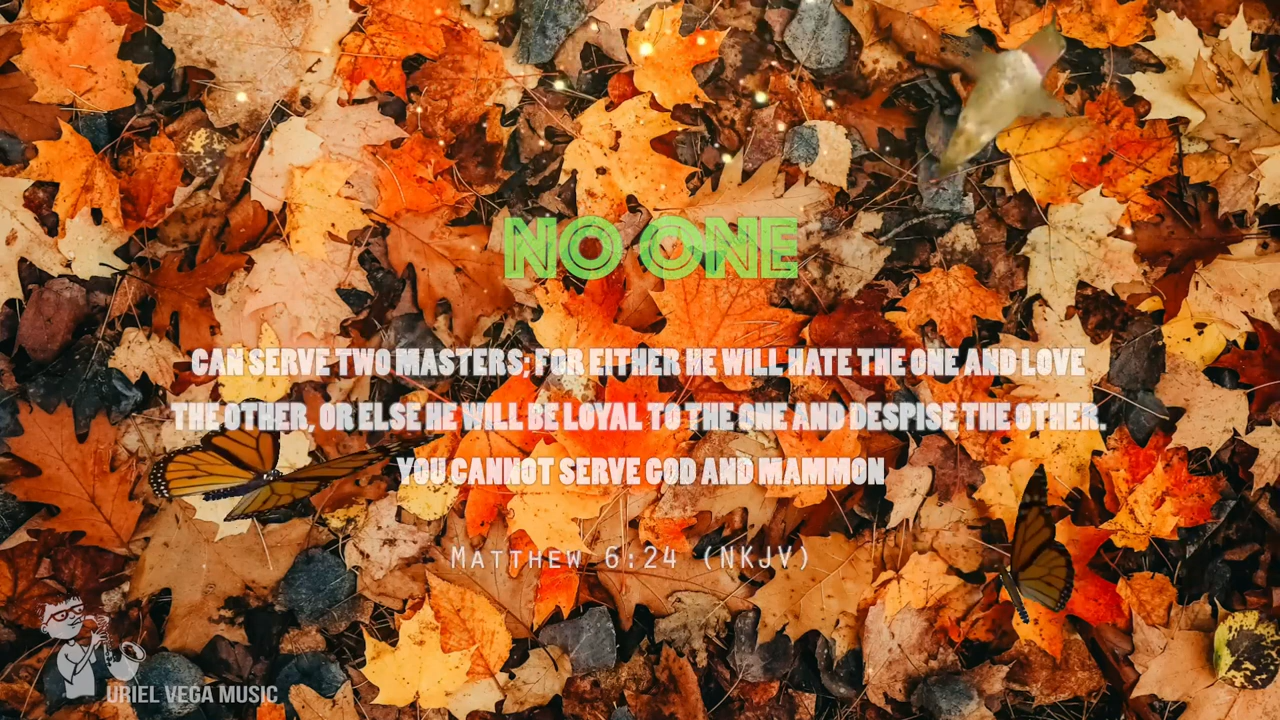 NO ONE
CAN SERVE TWO MASTERS; FOR EITHER HE WILL HATE THE ONE AND LOVE
THE OTHER, OR ELSE HE WILL BE LOYAL TO THE ONE AND DESPISE THE OTHER.
YOU CANNOT SERVE GOD AND MAMMON
MATTHEW 6:24 (NKJV)
URIEL VEGA MUSIC